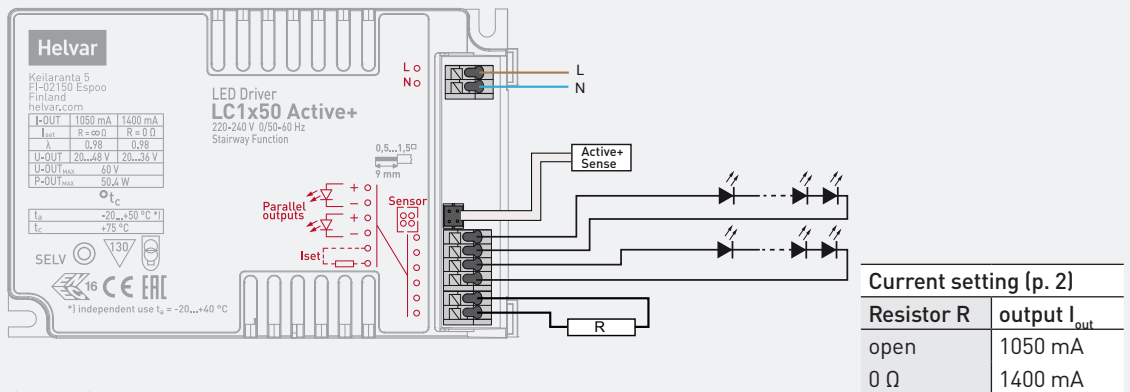 Helvar
Keilaranta 5
FI-02150 Espoo
Finland
helvar.com
I-OUT 1050 mA 1400 mA
Iset R = ∞ Ω R = 0 Ω
λ 0.98 0.98
U-OUT 20...48 V 20...36 V
U-OUTMAX 60 V
P-OUTMAX 50.4 W
tc
ta -20...+50 °C *)
tc +75 °C
SELV
130
16 CE EAC
*) independent use ta = -20...+40 °C
LED Driver
LC1x50 Active+
220-240 V 0/50-60 Hz
Stairway Function
0,5...1,5
9 mm
L
N
Parallel
outputs
+
–
+
–
Iset
Sensor
L
N
Active+
Sense
R
Current setting (p. 2)
Resistor R output Iout
open 1050 mA
0 Ω 1400 mA